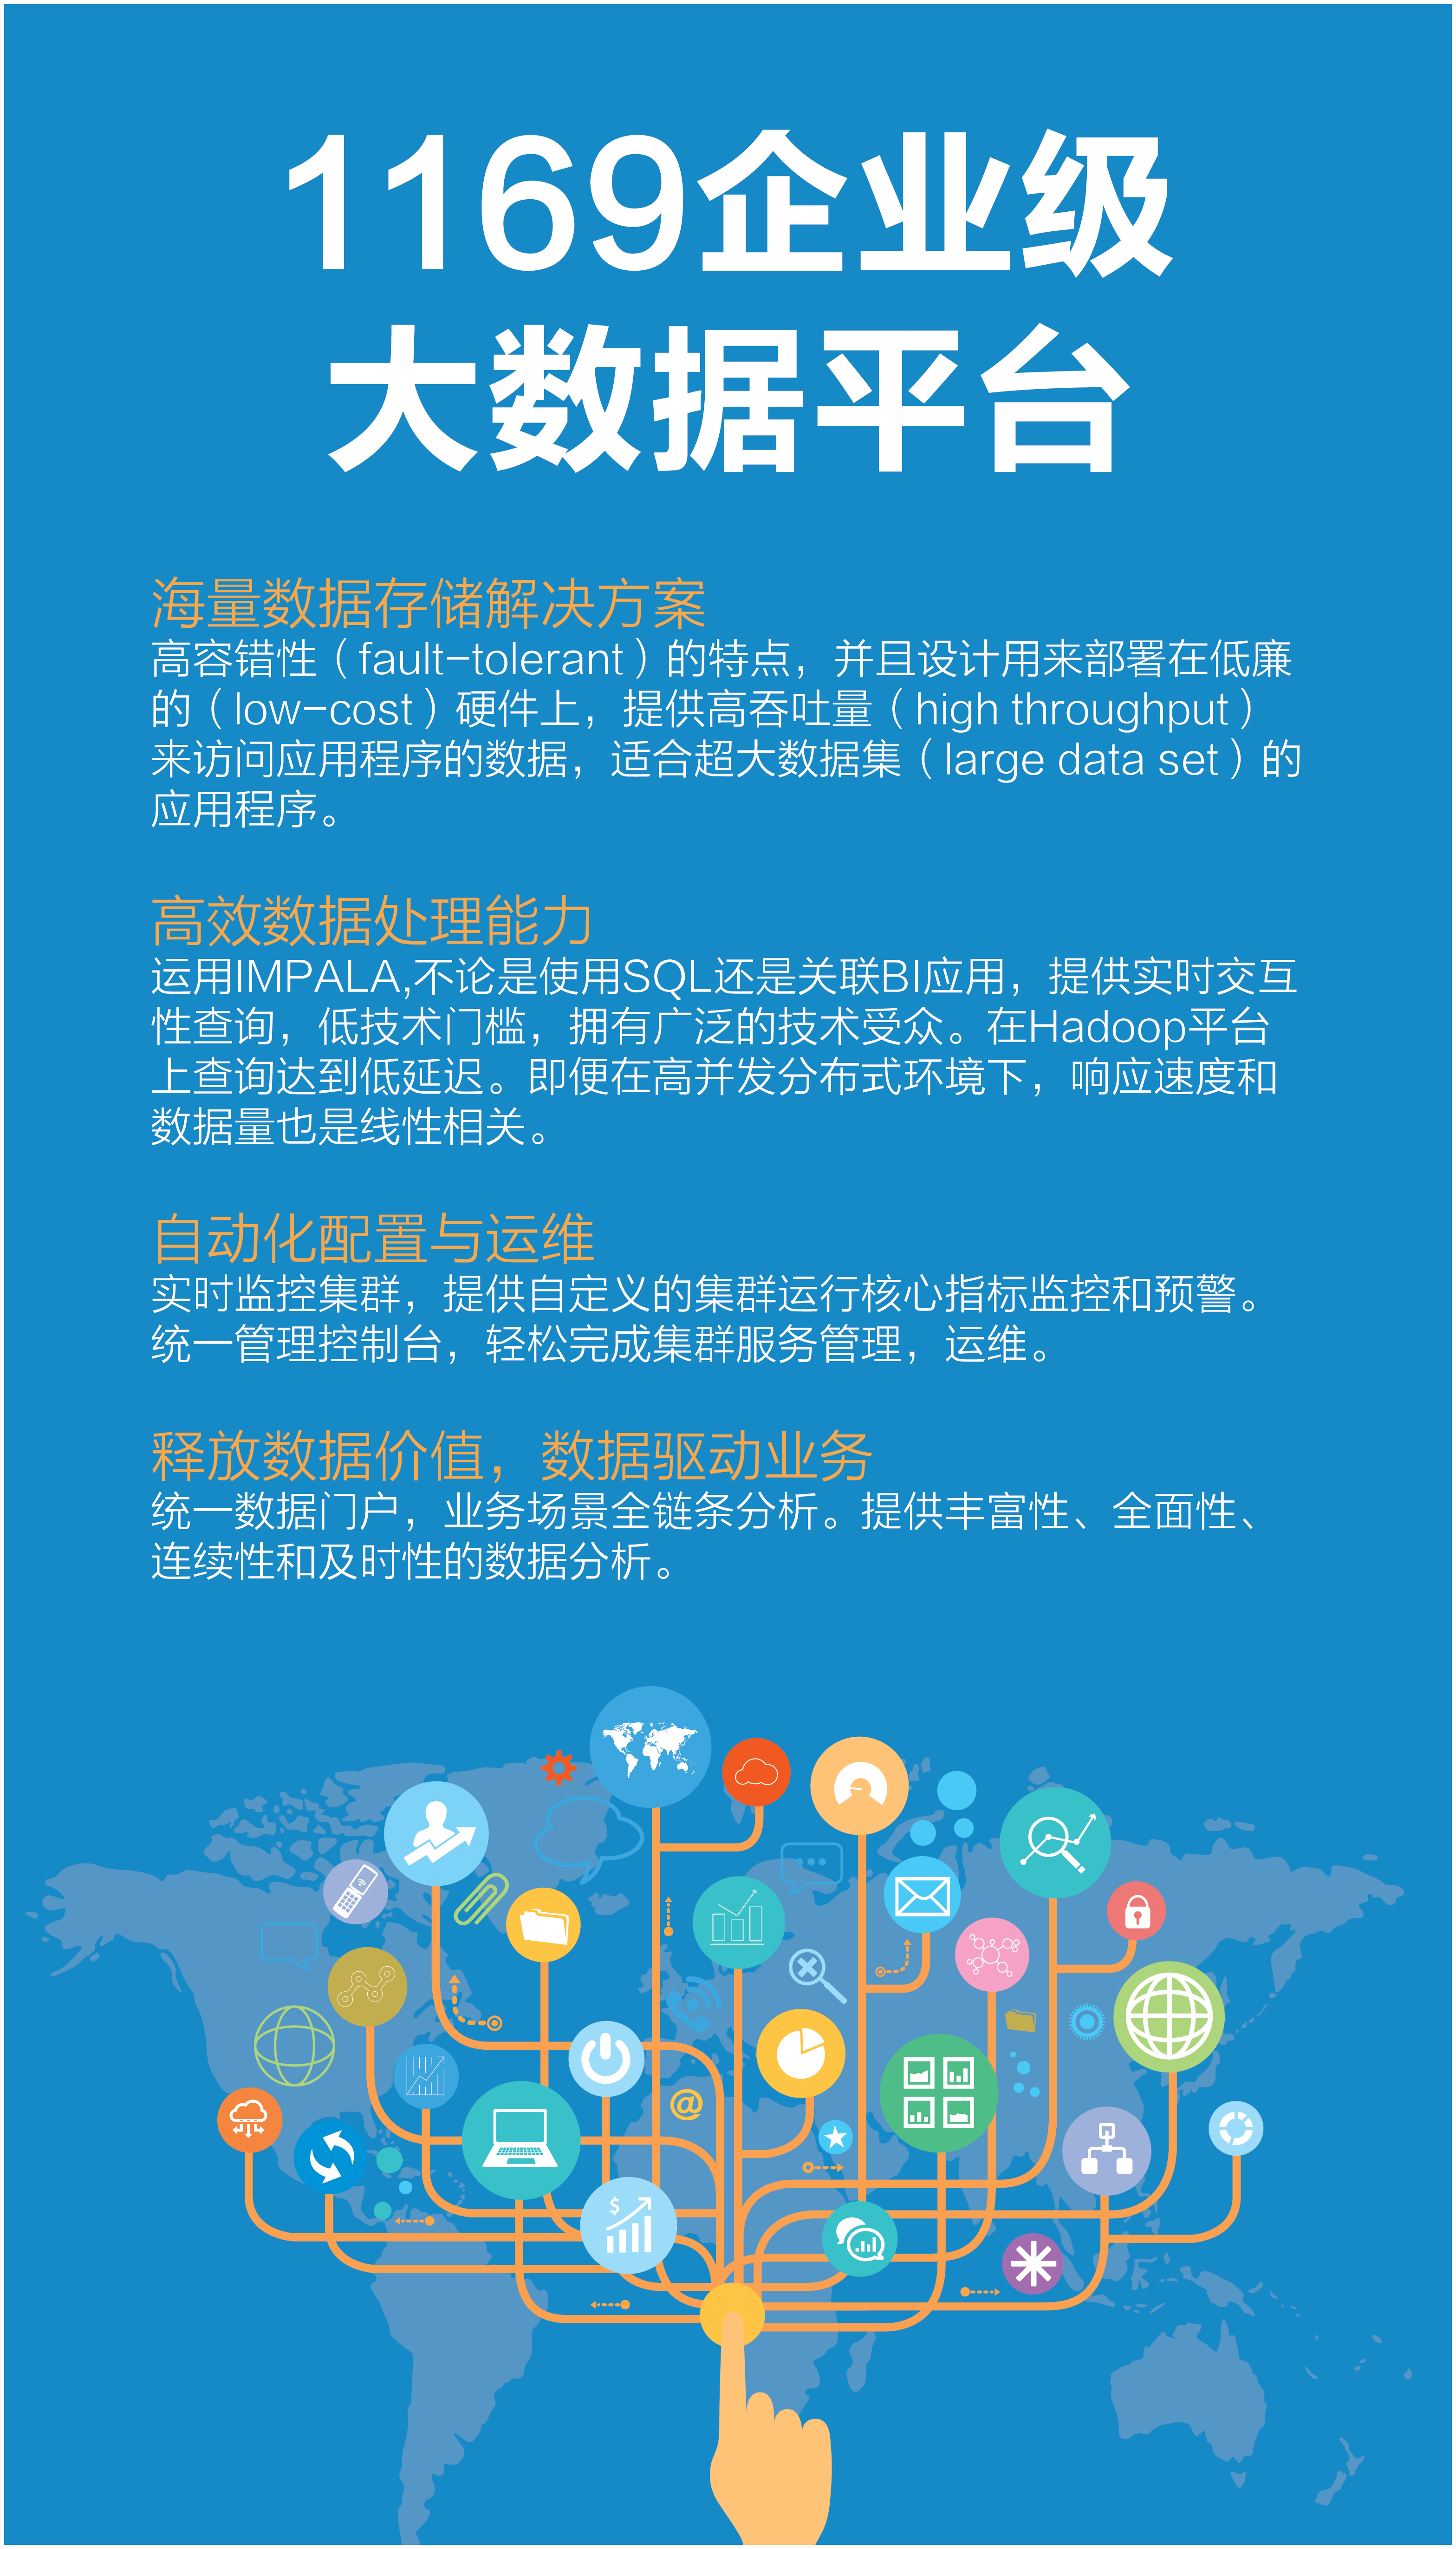 1169企业级
大数据平台
海量数据存储解决方案
高容错性（fault-tolerant）的特点，并且设计用来部署在低廉
的（low-cost）硬件上，提供高吞吐量（high throughput）
来访问应用程序的数据，适合超大数据集（large data set）的
应用程序。
高效数据处理能力
运用IMPALA,不论是使用SQL还是关联BI应用，提供实时交互
性查询，低技术门槛，拥有广泛的技术受众。在Hadoop平台
上查询达到低延迟。即便在高并发分布式环境下，响应速度和
数据量也是线性相关。
自动化配置与运维
实时监控集群，提供自定义的集群运行核心指标监控和预警。
统一管理控制台，轻松完成集群服务管理，运维。
释放数据价值，数据驱动业务
统一数据门户，业务场景全链条分析。提供丰富性、全面性、
连续性和及时性的数据分析。
@
$